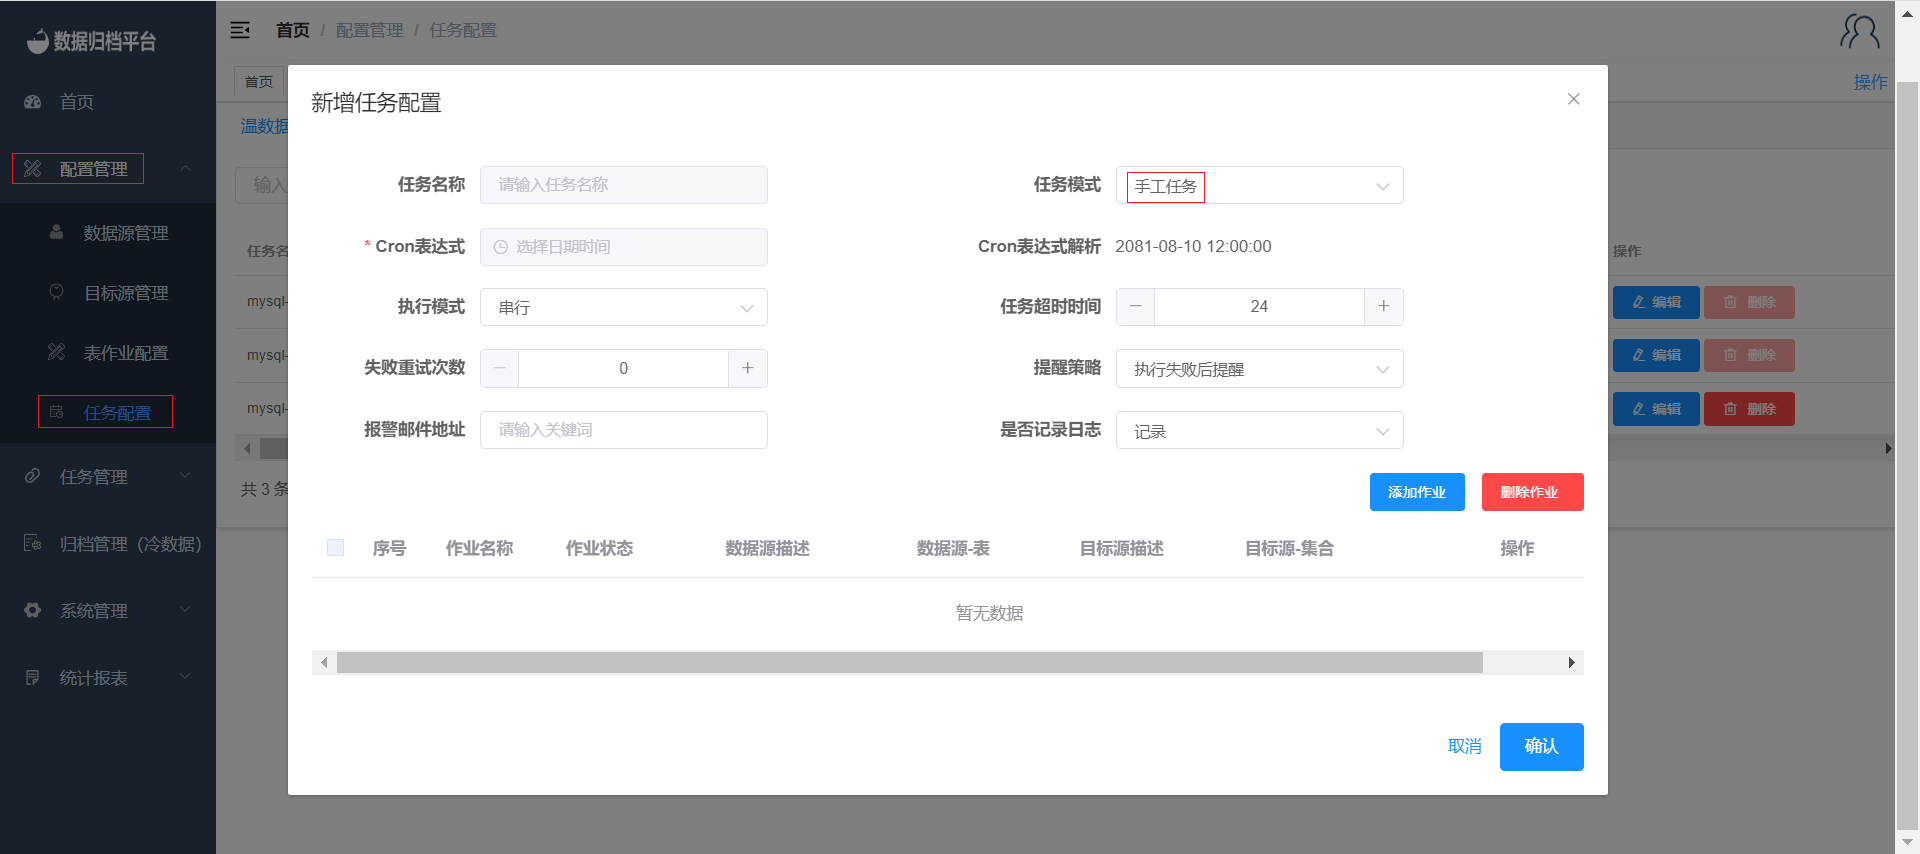 数据归档平台
首页 / 配置管理 / 任务配置
首页
操作
首页
配置管理
数据源管理
目标源管理
表作业配置
任务配置
任务管理
归档管理（冷数据）
系统管理
统计报表
温数据
输入
任务名
操作
mysql-
编辑 删除
mysql-
编辑 删除
mysql-
编辑 删除
共 3 条
新增任务配置
任务名称 请输入任务名称
任务模式 手工任务
* Cron表达式 选择日期时间
Cron表达式解析 2081-08-10 12:00:00
执行模式 串行
任务超时时间 − 24 +
失败重试次数 − 0 +
提醒策略 执行失败后提醒
报警邮件地址 请输入关键词
是否记录日志 记录
添加作业 删除作业
序号 作业名称 作业状态 数据源描述 数据源-表 目标源描述 目标源-集合 操作
暂无数据
取消 确认